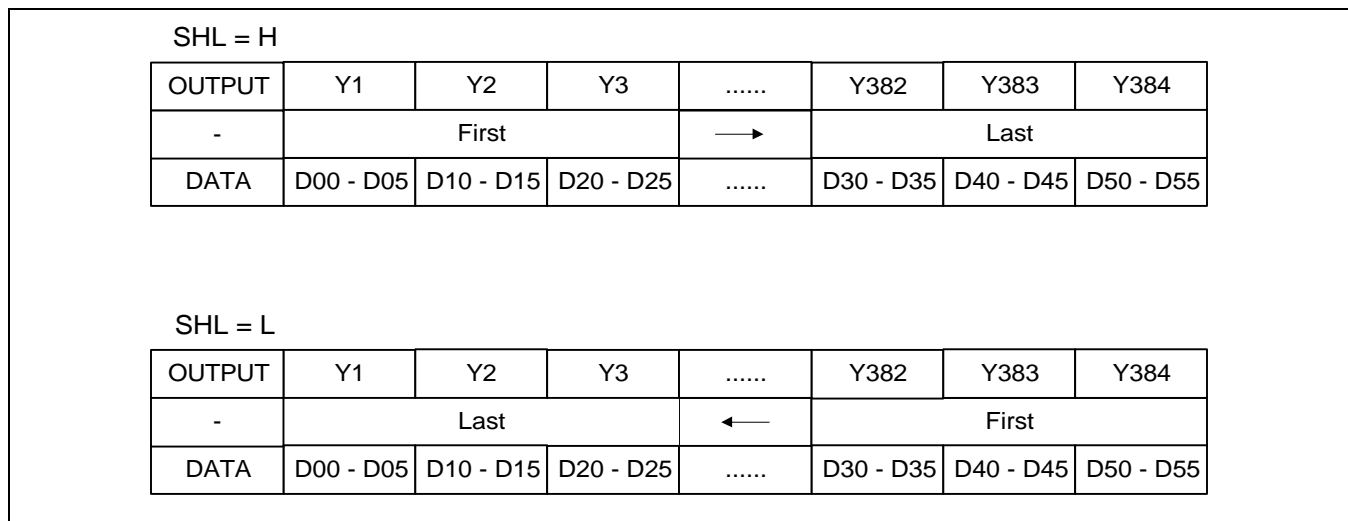 SHL = H
OUTPUT Y1 Y2 Y3 ...... Y382 Y383 Y384
- First Last
DATA D00 - D05 D10 - D15 D20 - D25 ...... D30 - D35 D40 - D45 D50 - D55
SHL = L
OUTPUT Y1 Y2 Y3 ...... Y382 Y383 Y384
- Last First
DATA D00 - D05 D10 - D15 D20 - D25 ...... D30 - D35 D40 - D45 D50 - D55